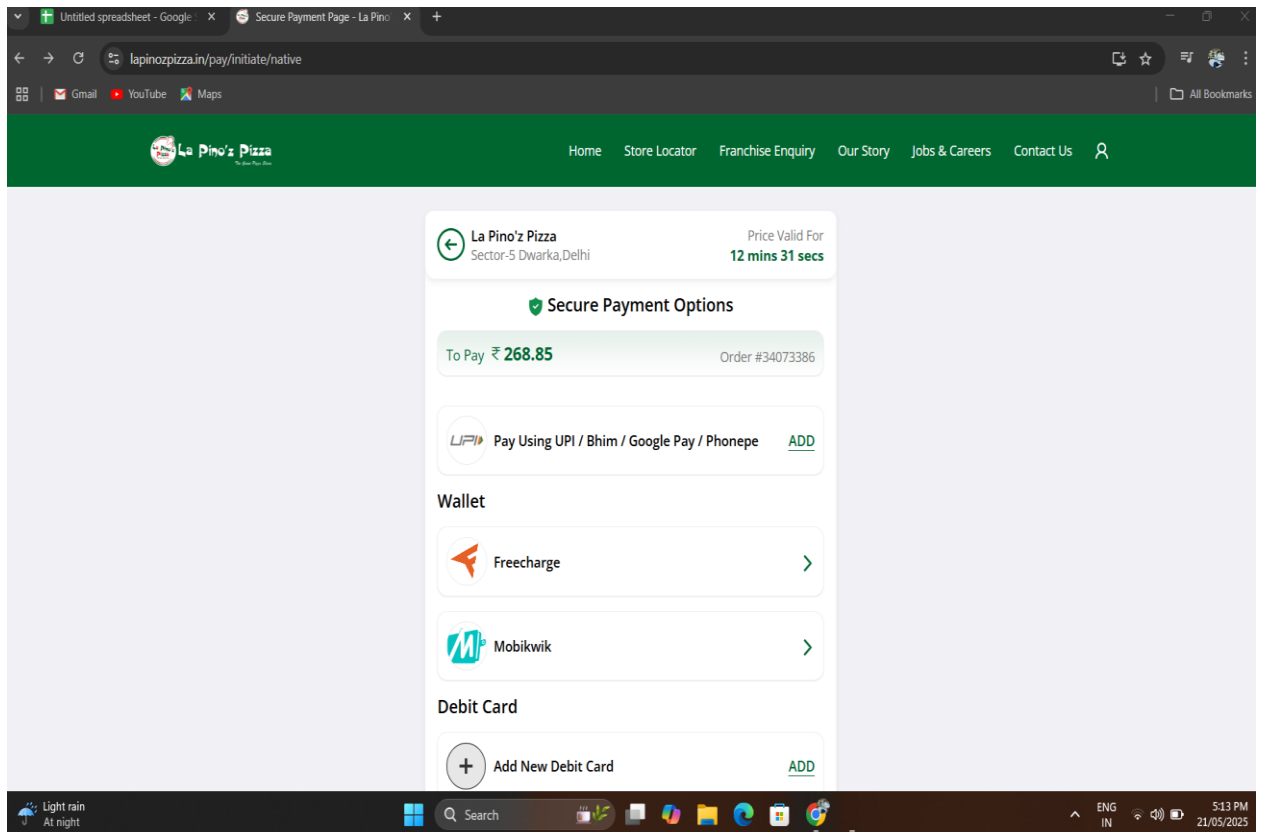 Untitled spreadsheet - Google S
Secure Payment Page - La Pino'
lapinozpizza.in/pay/initiate/native
Gmail
YouTube
Maps
All Bookmarks
La Pino'z Pizza
Home
Store Locator
Franchise Enquiry
Our Story
Jobs & Careers
Contact Us
La Pino'z Pizza
Price Valid For
Sector-5 Dwarka,Delhi
12 mins 31 secs
Secure Payment Options
To Pay ₹ 268.85
Order #34073386
UPI
Pay Using UPI / Bhim / Google Pay / Phonepe
ADD
Wallet
Freecharge
Mobikwik
Debit Card
Add New Debit Card
ADD
Light rain
At night
Search
ENG
IN
5:13 PM
21/05/2025